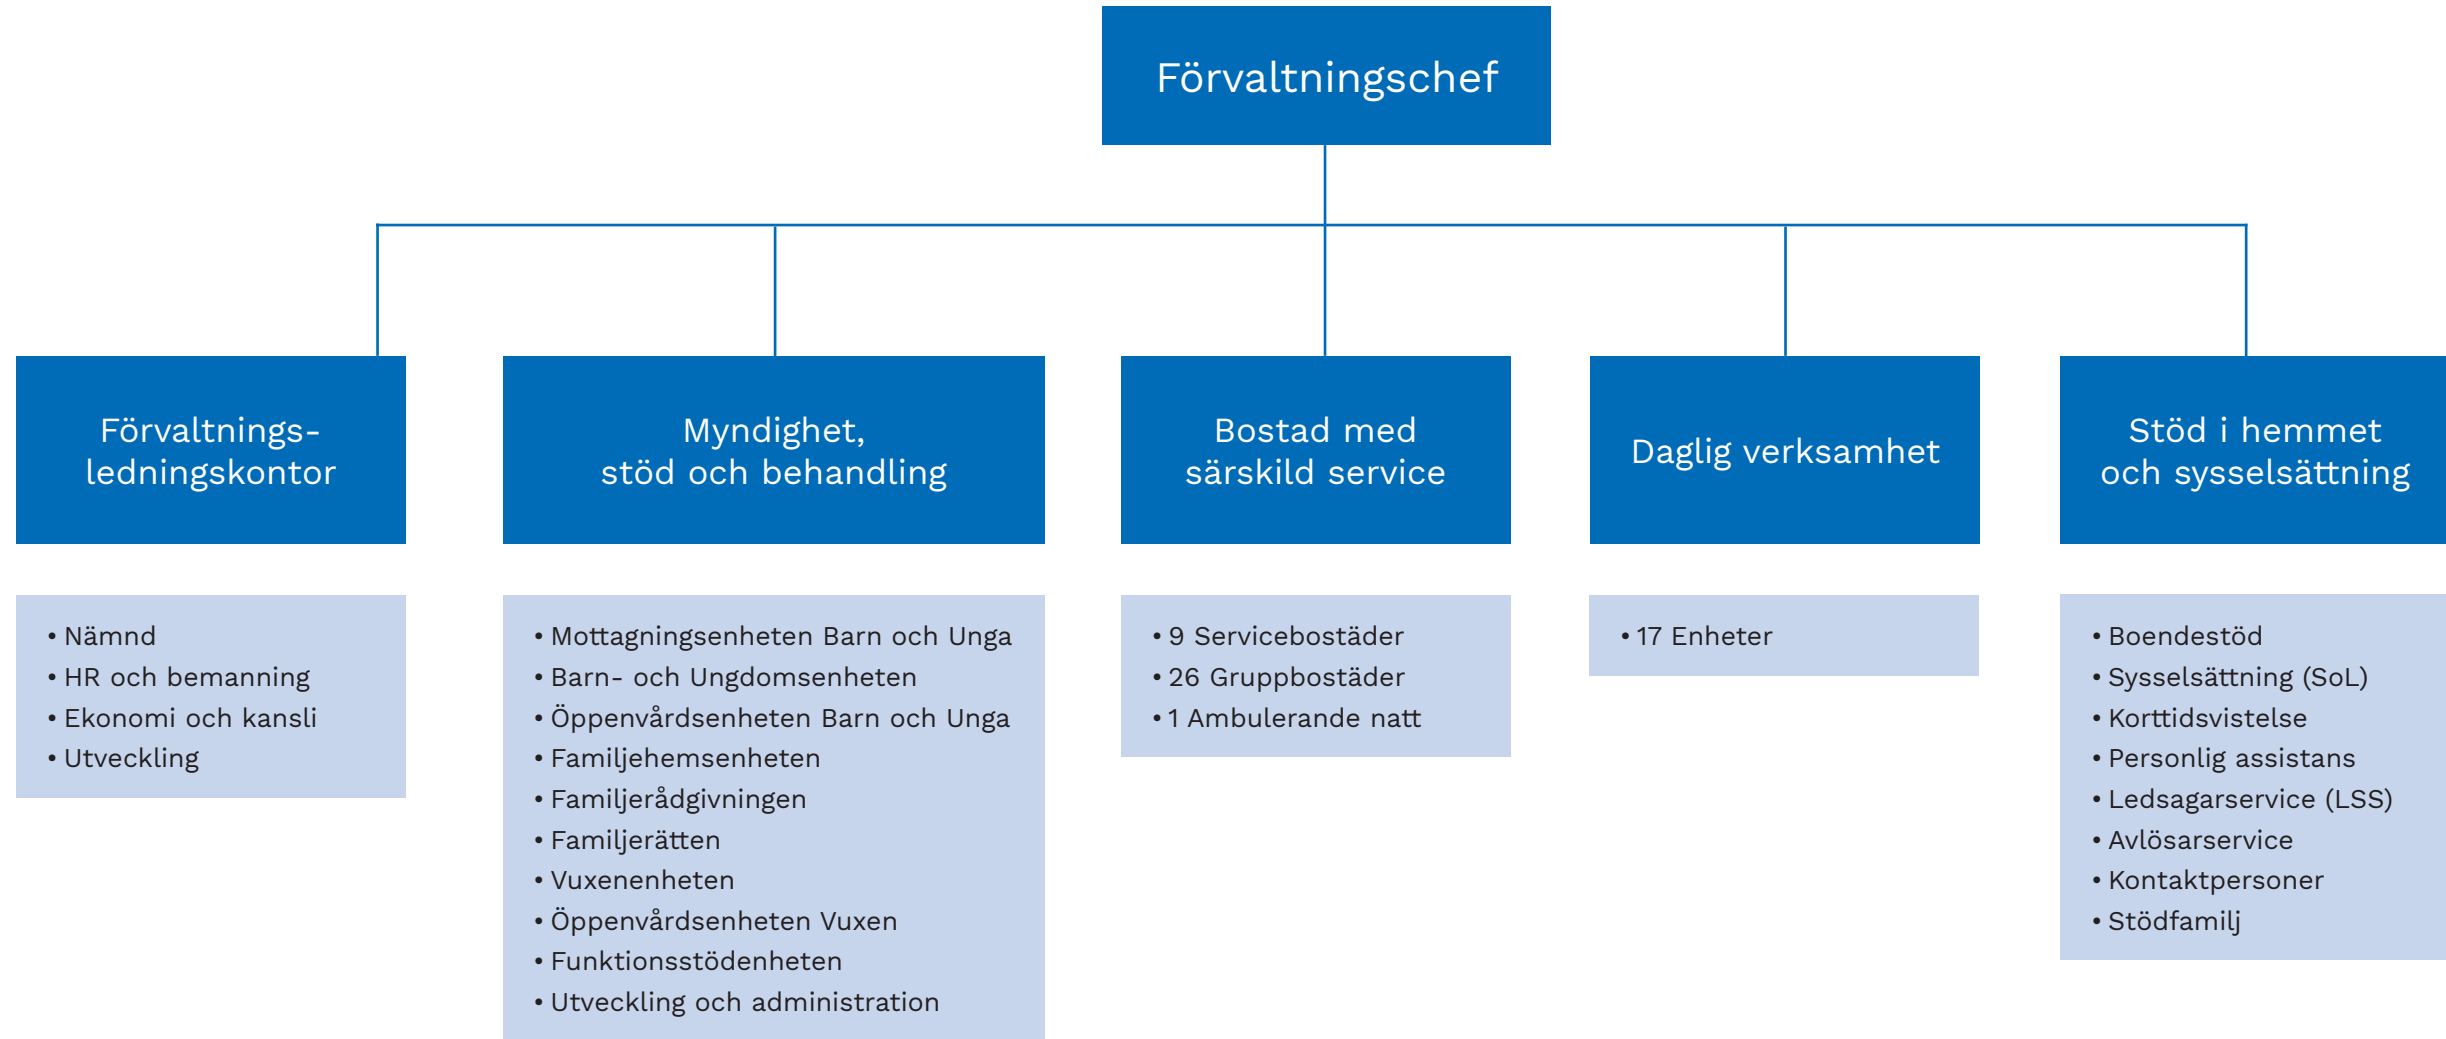 Förvaltningschef
Förvaltnings-
ledningskontor
• Nämnd
• HR och bemanning
• Ekonomi och kansli
• Utveckling
Myndighet,
stöd och behandling
• Mottagningsenheten Barn och Unga
• Barn- och Ungdomsenheten
• Öppenvårdsenheten Barn och Unga
• Familjehemsenheten
• Familjerådgivningen
• Familjerätten
• Vuxenenheten
• Öppenvårdsenheten Vuxen
• Funktionsstödenheten
• Utveckling och administration
Bostad med
särskild service
• 9 Servicebostäder
• 26 Gruppbostäder
• 1 Ambulerande natt
Daglig verksamhet
• 17 Enheter
Stöd i hemmet
och sysselsättning
• Boendestöd
• Sysselsättning (SoL)
• Korttidsvistelse
• Personlig assistans
• Ledsagarservice (LSS)
• Avlösarservice
• Kontaktpersoner
• Stödfamilj